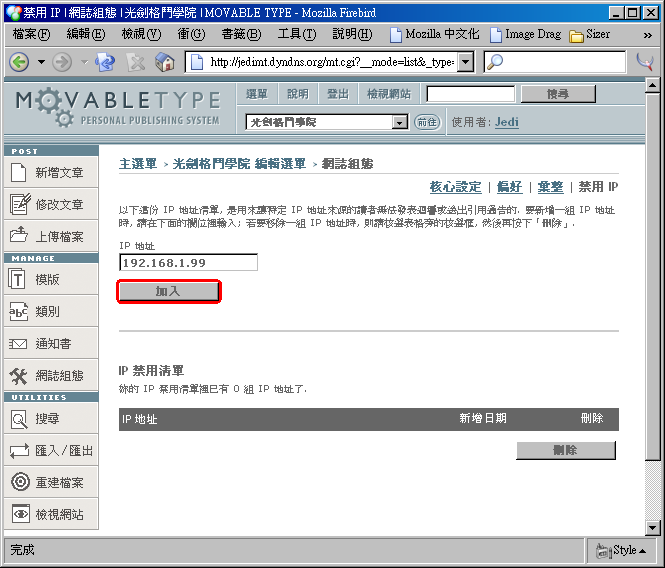 禁用 IP | 網誌組態 | 光劍格鬥學院 | MOVABLE TYPE - Mozilla Firebird
檔案(F) 編輯(E) 檢視(V) 衝(G) 書籤(B) 工具(T) 說明(H) Mozilla 中文化 Image Drag Sizer »
http://jedimt.dyndns.org/mt.cgi?__mode=list&_type=
MOVABLETYPE
PERSONAL PUBLISHING SYSTEM
選單 說明 登出 檢視網站 搜尋
光劍格鬥學院 前往 使用者: Jedi
POST
新增文章
修改文章
上傳檔案
MANAGE
模版
類別
通知書
網誌組態
UTILITIES
搜尋
匯入/匯出
重建檔案
檢視網站
主選單 > 光劍格鬥學院 編輯選單 > 網誌組態
核心設定 | 偏好 | 彙整 | 禁用 IP
以下這份 IP 地址清單, 是用來讓特定 IP 地址來源的讀者無法發表迴響或送出引用通告的. 要新增一組 IP 地址
時, 請在下面的欄位裡輸入; 若要移除一組 IP 地址時, 則請核選表格旁的核選框, 然後再按下「刪除」.
IP 地址
192.168.1.99
加入
IP 禁用清單
妳的 IP 禁用清單裡已有 0 組 IP 地址了.
IP 地址 新增日期 刪除
刪除
完成 Style